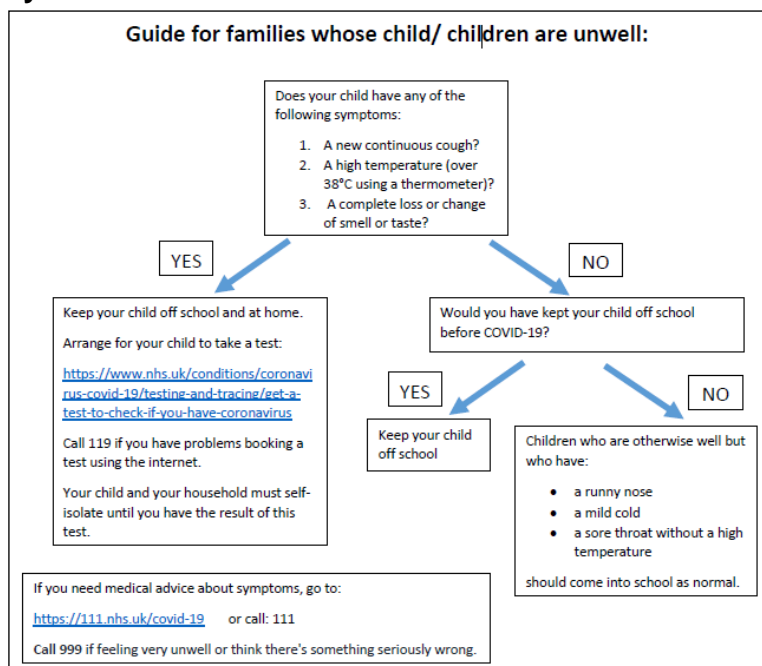 Guide for families whose child/ children are unwell:
Does your child have any of the
following symptoms:
1. A new continuous cough?
2. A high temperature (over
38°C using a thermometer)?
3. A complete loss or change
of smell or taste?
YES
NO
Keep your child off school and at home.
Arrange for your child to take a test:
https://www.nhs.uk/conditions/coronavi
rus-covid-19/testing-and-tracing/get-a-
test-to-check-if-you-have-coronavirus
Call 119 if you have problems booking a
test using the internet.
Your child and your household must self-
isolate until you have the result of this
test.
Would you have kept your child off school
before COVID-19?
YES
NO
Keep your child
off school
Children who are otherwise well but
who have:
• a runny nose
• a mild cold
• a sore throat without a high
temperature
should come into school as normal.
If you need medical advice about symptoms, go to:
https://111.nhs.uk/covid-19 or call: 111
Call 999 if feeling very unwell or think there's something seriously wrong.